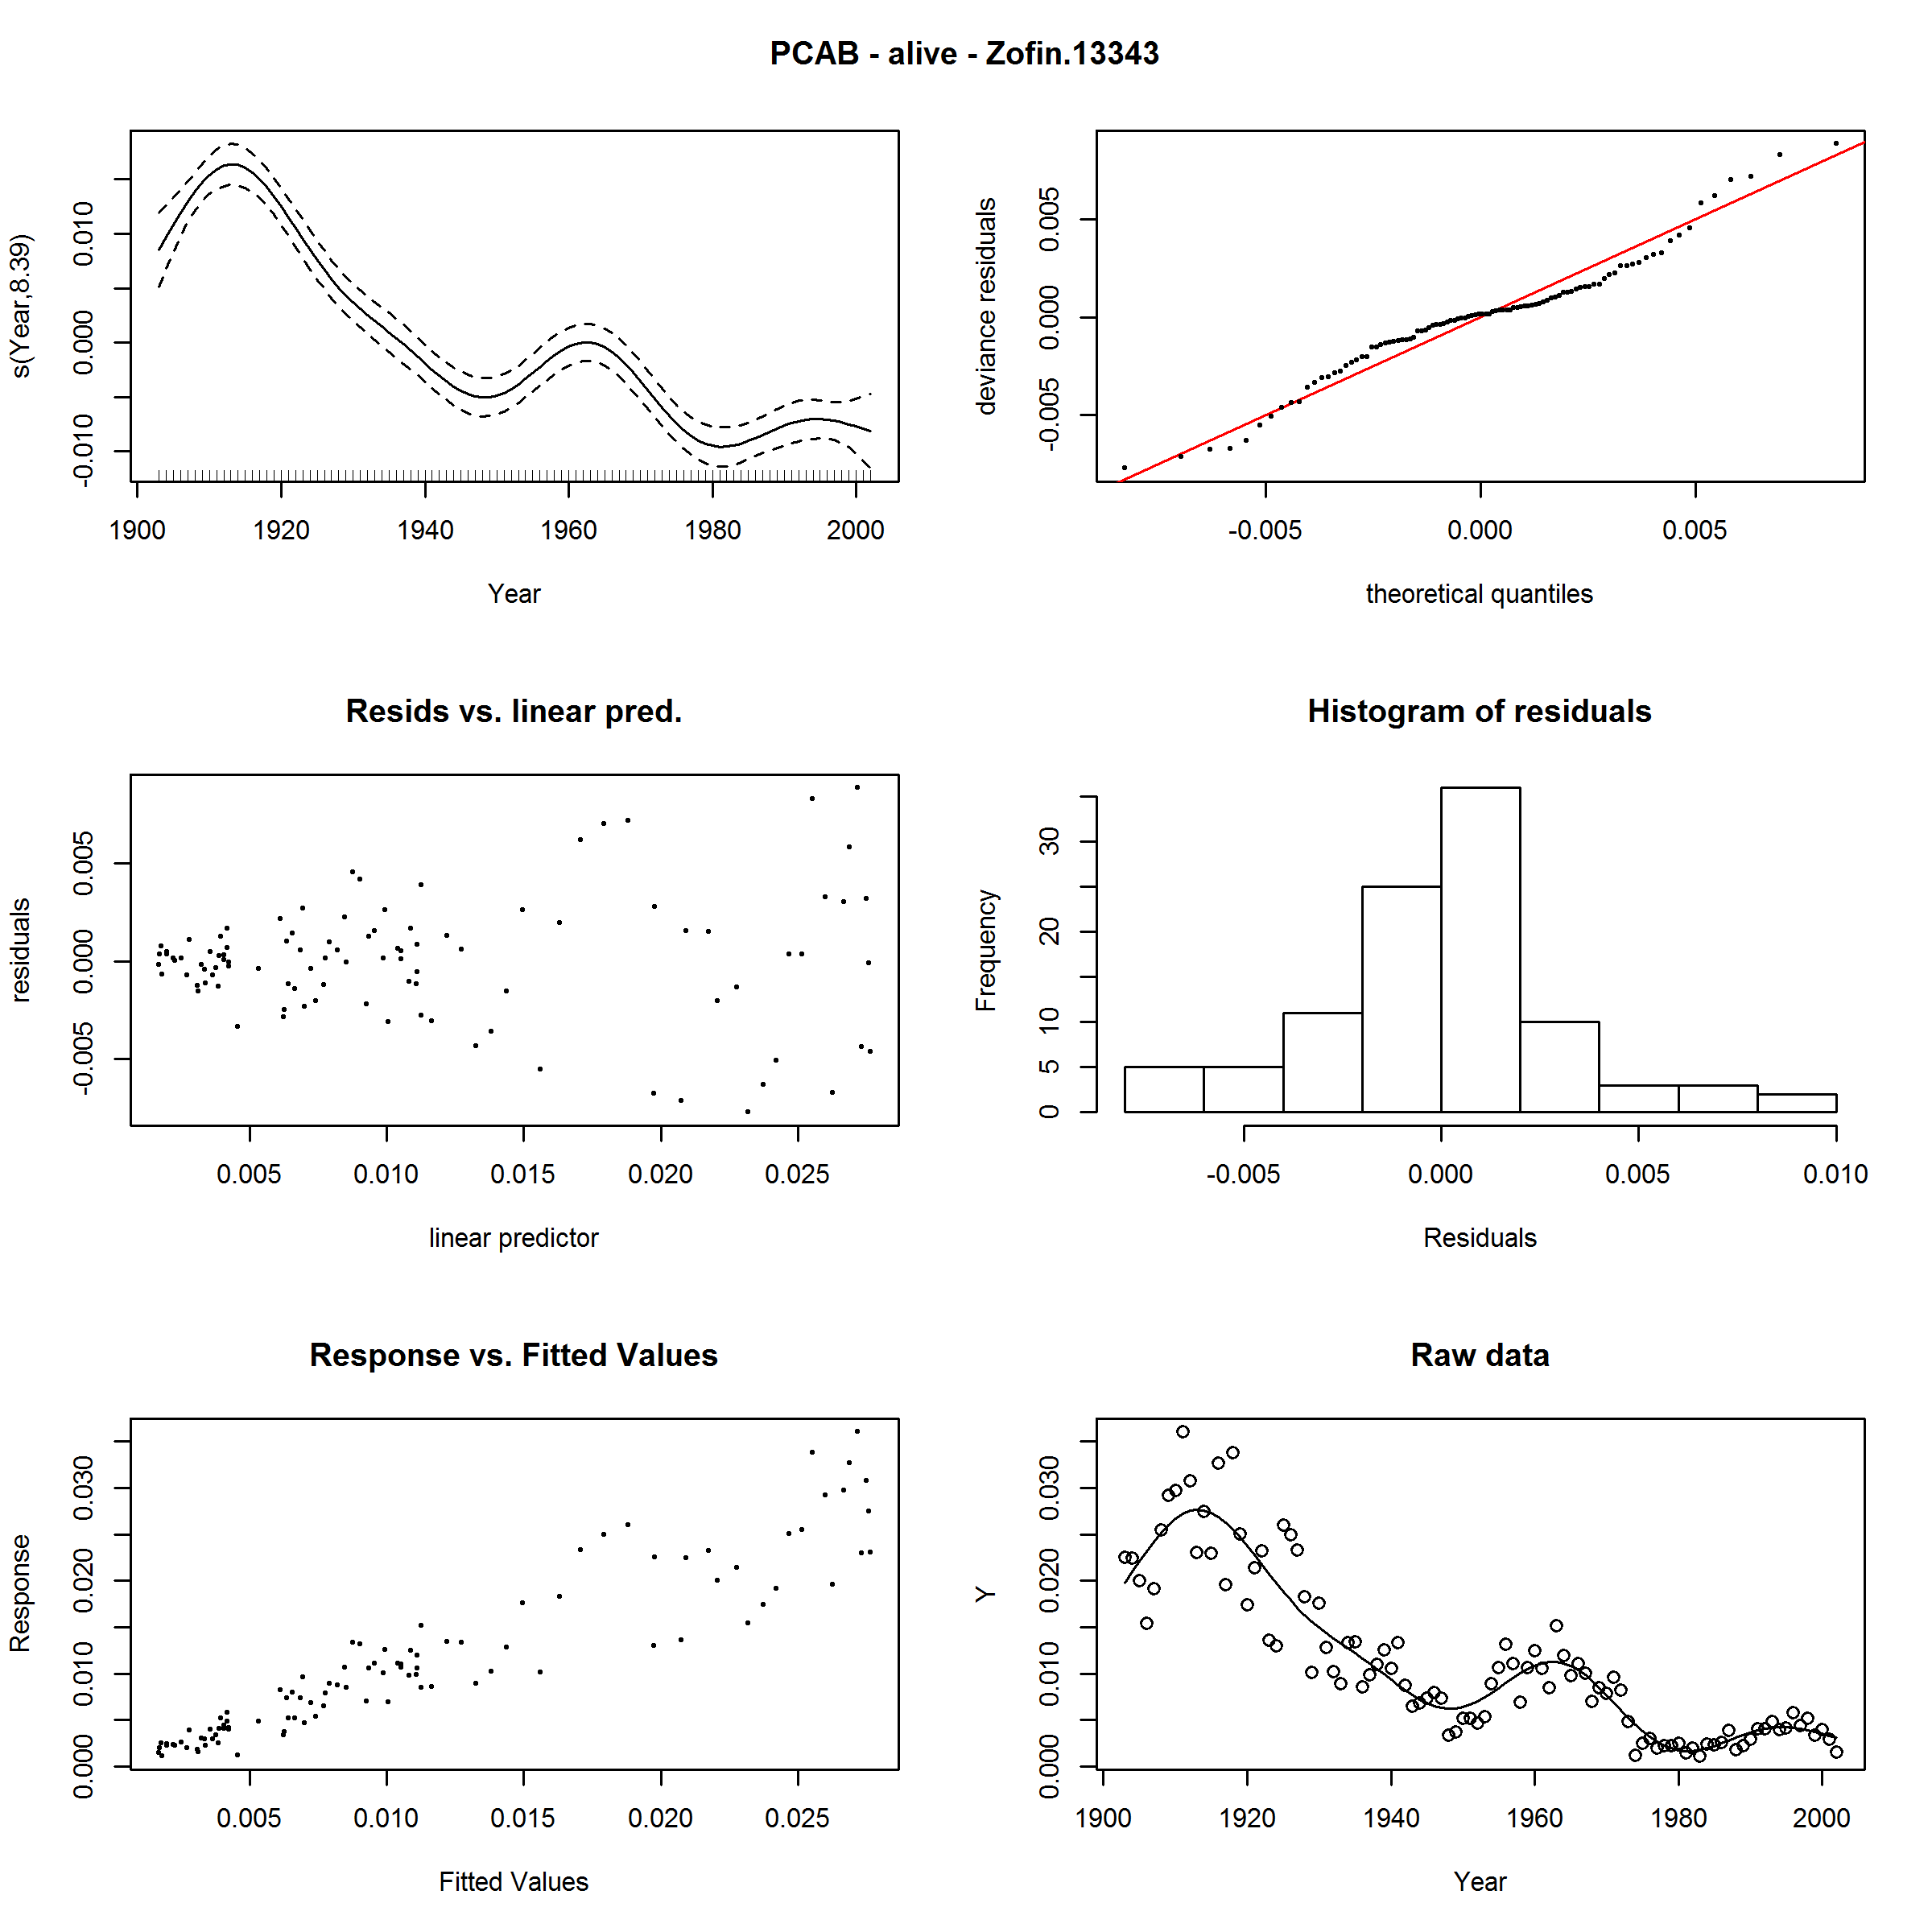 PCAB - alive - Zofin.13343
s(Year,8.39)
-0.010 0.000 0.010
1900 1920 1940 1960 1980 2000
Year
deviance residuals
-0.005 0.000 0.005
-0.005 0.000 0.005
theoretical quantiles
Resids vs. linear pred.
residuals
-0.005 0.000 0.005
0.005 0.010 0.015 0.020 0.025
linear predictor
Histogram of residuals
Frequency
0 5 10 20 30
-0.005 0.000 0.005 0.010
Residuals
Response vs. Fitted Values
Response
0.000 0.010 0.020 0.030
0.005 0.010 0.015 0.020 0.025
Fitted Values
Raw data
Y
0.000 0.010 0.020 0.030
1900 1920 1940 1960 1980 2000
Year